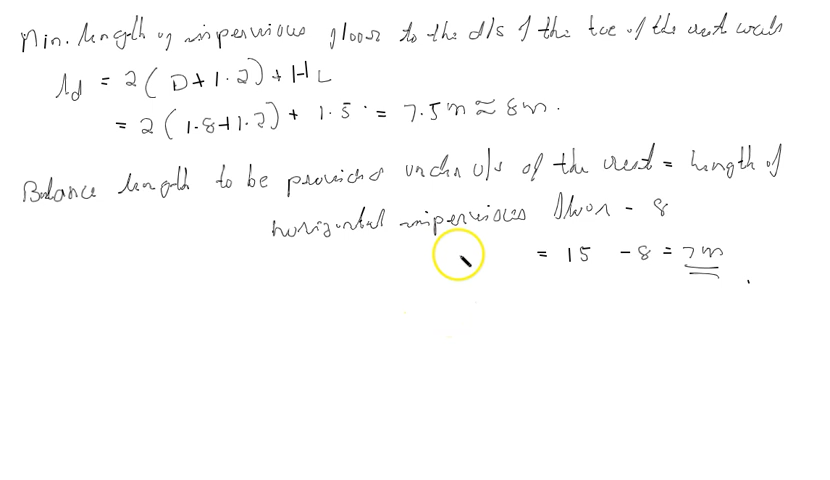 Min. length of impervious floor to the d/s of the toe of the crest wall
Ld = 2(D+1.2)+HL
= 2(1.8+1.2)+ 1.5 = 7.5m ≈ 8m.
Balance length to be provided under u/s of the crest = length of
horizontal impervious floor - 8
= 15 - 8 = 7m